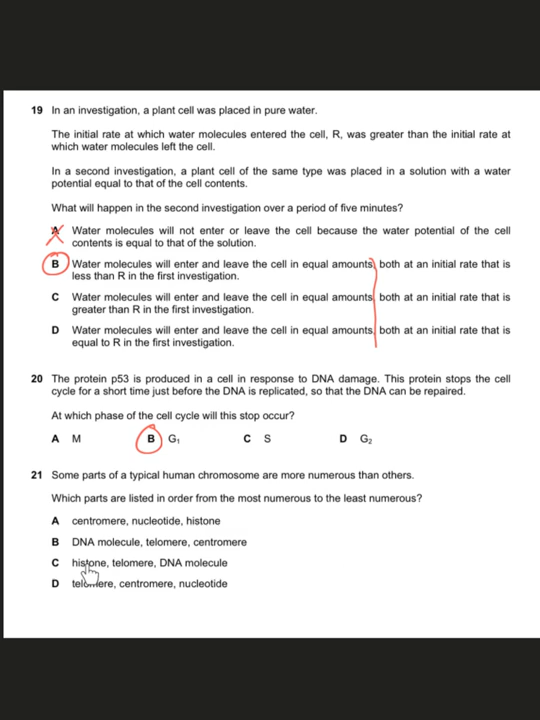 19 In an investigation, a plant cell was placed in pure water.
The initial rate at which water molecules entered the cell, R, was greater than the initial rate at
which water molecules left the cell.
In a second investigation, a plant cell of the same type was placed in a solution with a water
potential equal to that of the cell contents.
What will happen in the second investigation over a period of five minutes?
A Water molecules will not enter or leave the cell because the water potential of the cell
contents is equal to that of the solution.
B Water molecules will enter and leave the cell in equal amounts, both at an initial rate that is
less than R in the first investigation.
C Water molecules will enter and leave the cell in equal amounts, both at an initial rate that is
greater than R in the first investigation.
D Water molecules will enter and leave the cell in equal amounts, both at an initial rate that is
equal to R in the first investigation.
20 The protein p53 is produced in a cell in response to DNA damage. This protein stops the cell
cycle for a short time just before the DNA is replicated, so that the DNA can be repaired.
At which phase of the cell cycle will this stop occur?
A M B G₁ C S D G₂
21 Some parts of a typical human chromosome are more numerous than others.
Which parts are listed in order from the most numerous to the least numerous?
A centromere, nucleotide, histone
B DNA molecule, telomere, centromere
C histone, telomere, DNA molecule
D telomere, centromere, nucleotide